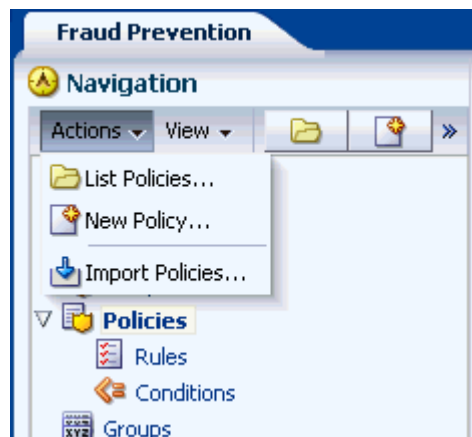 Fraud Prevention
Navigation
Actions View »
List Policies...
New Policy...
Import Policies...
Policies
Rules
Conditions
Groups